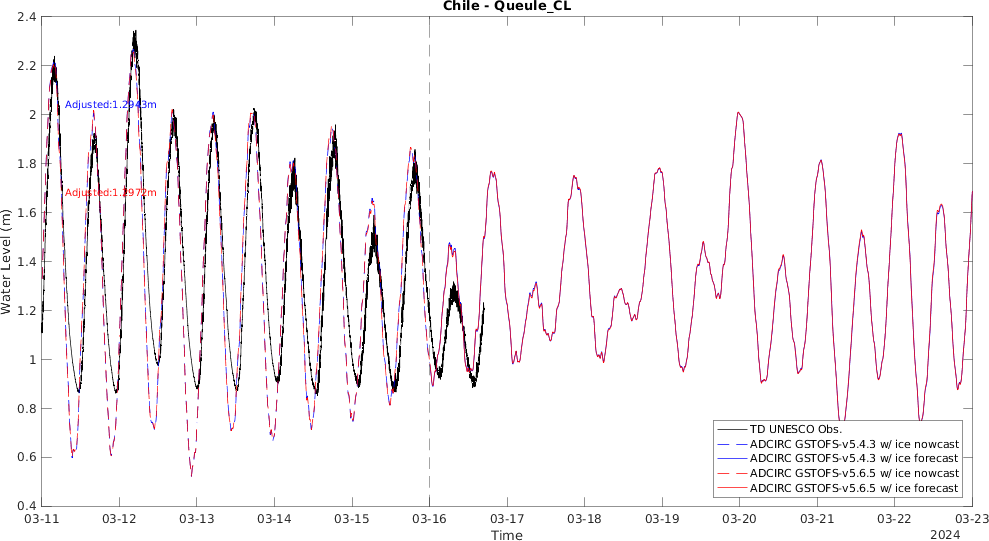 Chile - Queule_CL
2.4
2.2
2
1.8
1.6
1.4
1.2
1
0.8
0.6
0.4
Water Level (m)
Adjusted:1.2943m
Adjusted:1.2972m
TD UNESCO Obs.
ADCIRC GSTOFS-v5.4.3 w/ ice nowcast
ADCIRC GSTOFS-v5.4.3 w/ ice forecast
ADCIRC GSTOFS-v5.6.5 w/ ice nowcast
ADCIRC GSTOFS-v5.6.5 w/ ice forecast
03-11 03-12 03-13 03-14 03-15 03-16 03-17 03-18 03-19 03-20 03-21 03-22 03-23
Time
2024